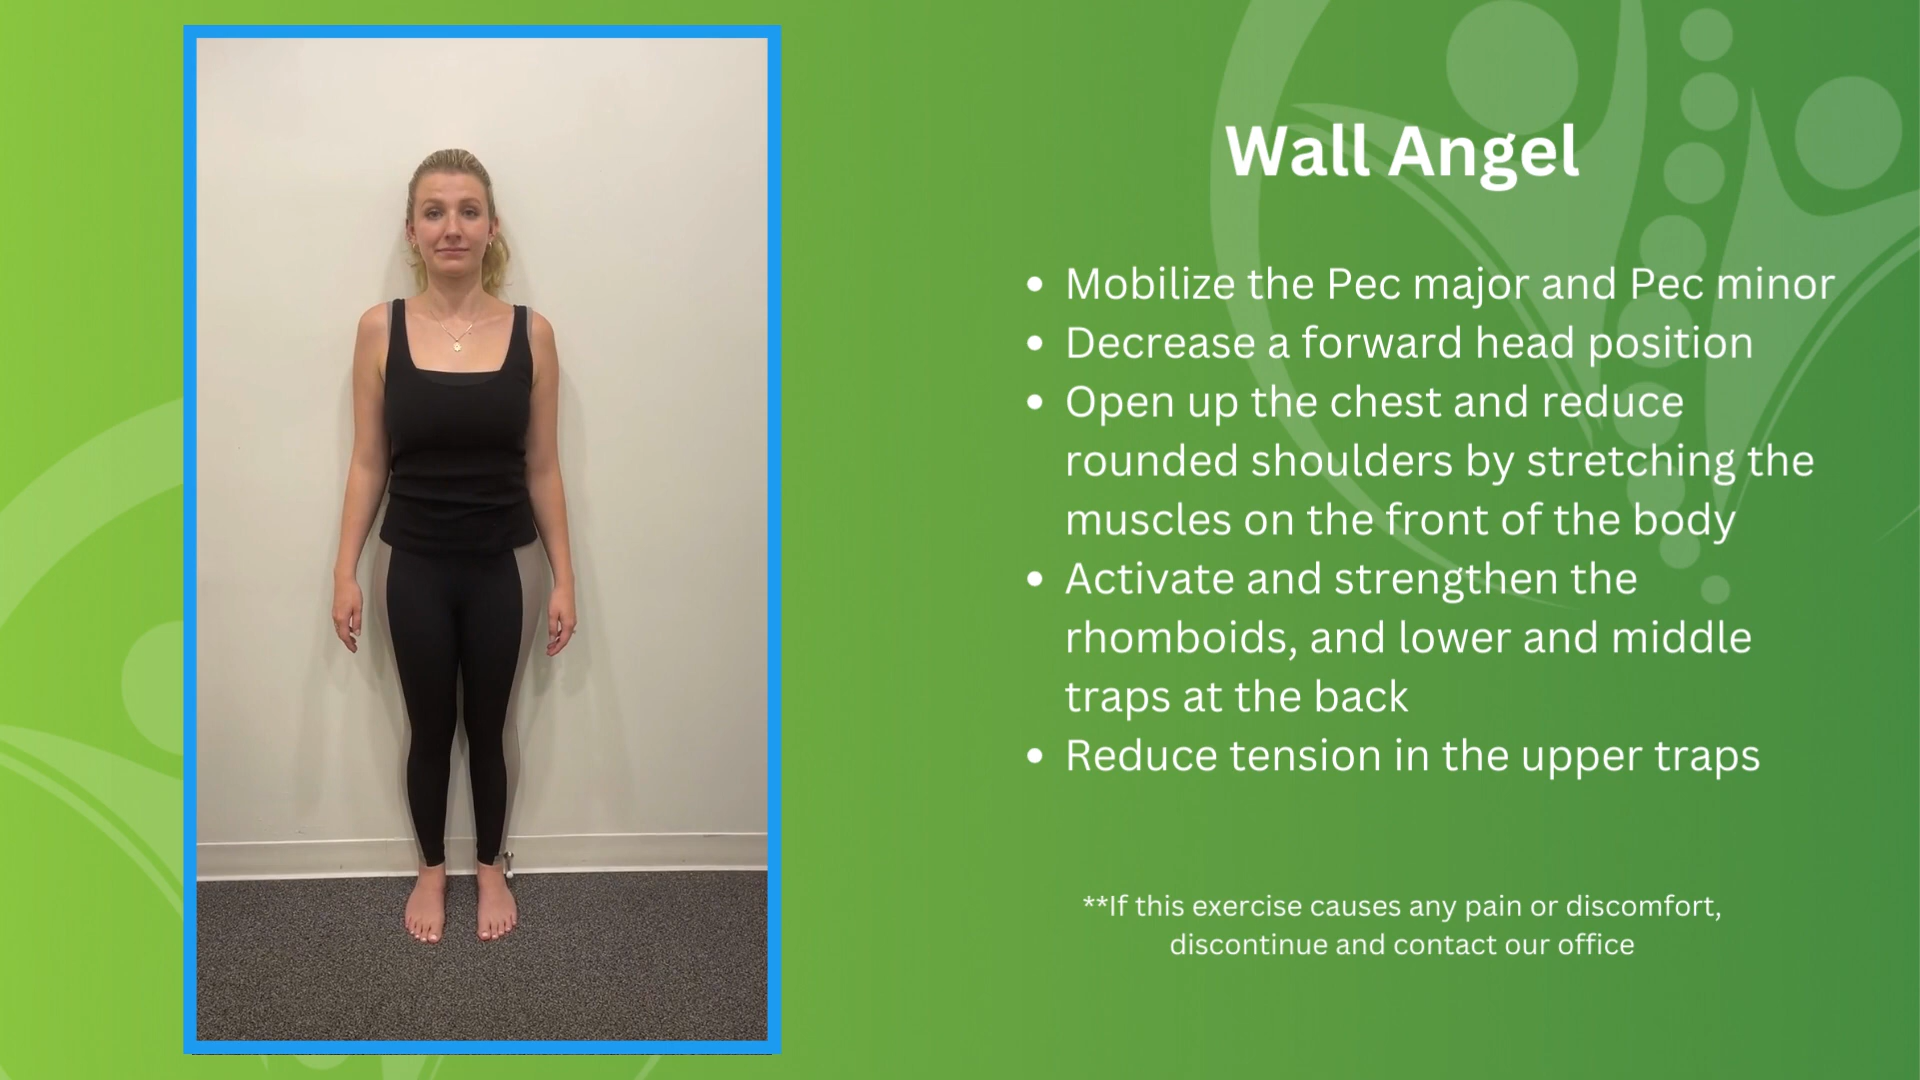 Wall Angel
• Mobilize the Pec major and Pec minor
• Decrease a forward head position
• Open up the chest and reduce
rounded shoulders by stretching the
muscles on the front of the body
• Activate and strengthen the
rhomboids, and lower and middle
traps at the back
• Reduce tension in the upper traps
**If this exercise causes any pain or discomfort,
discontinue and contact our office